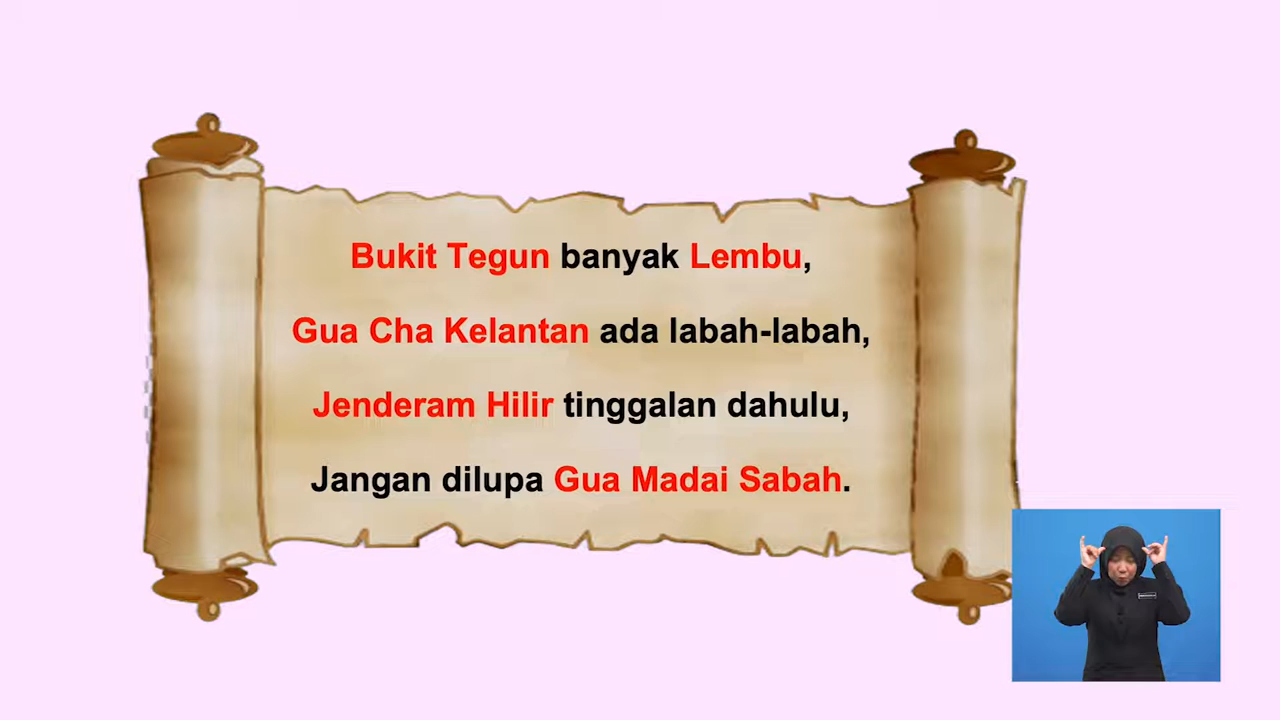 Bukit Tegun banyak Lembu,
Gua Cha Kelantan ada labah-labah,
Jenderam Hilir tinggalan dahulu,
Jangan dilupa Gua Madai Sabah.